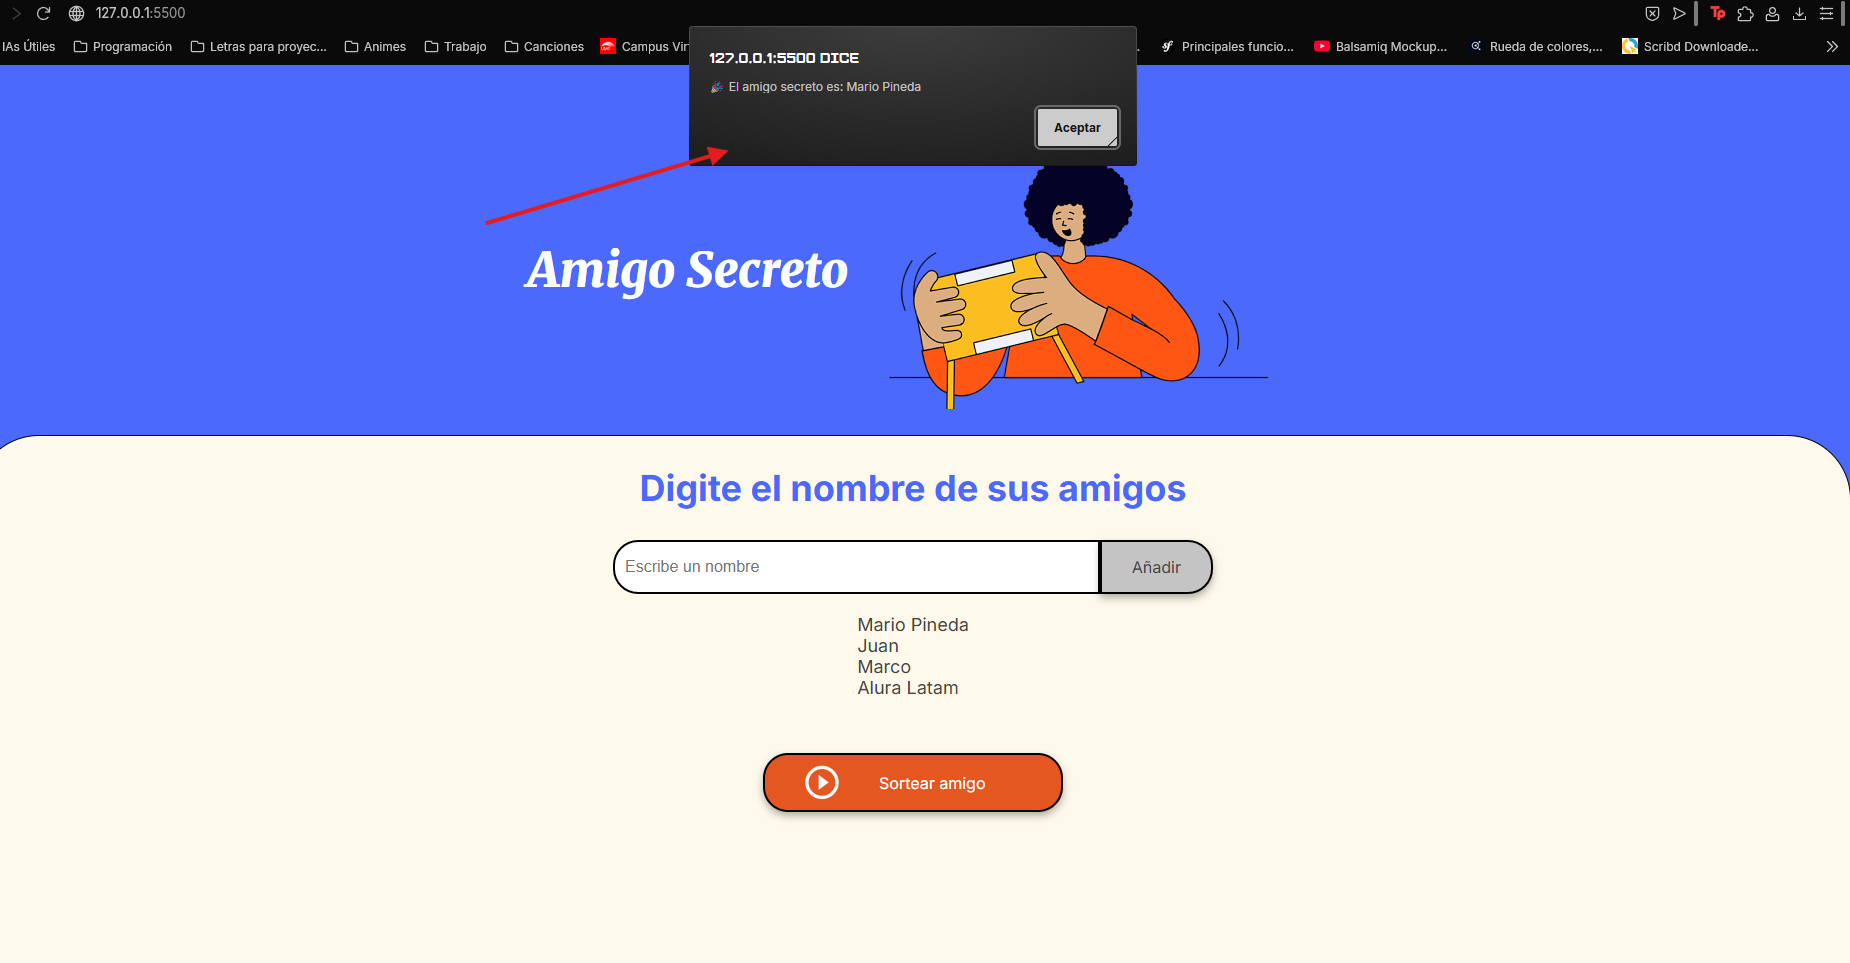 127.0.0.1:5500
IAs Útiles
Programación
Letras para proyec...
Animes
Trabajo
Canciones
Campus
Principales funcio...
Balsamiq Mockup...
Rueda de colores,...
Scribd Downloade...
Tp
127.0.0.1:5500 DICE
🎉 El amigo secreto es: Mario Pineda
Aceptar
Amigo Secreto
Digite el nombre de sus amigos
Escribe un nombre
Añadir
Mario Pineda
Juan
Marco
Alura Latam
Sortear amigo